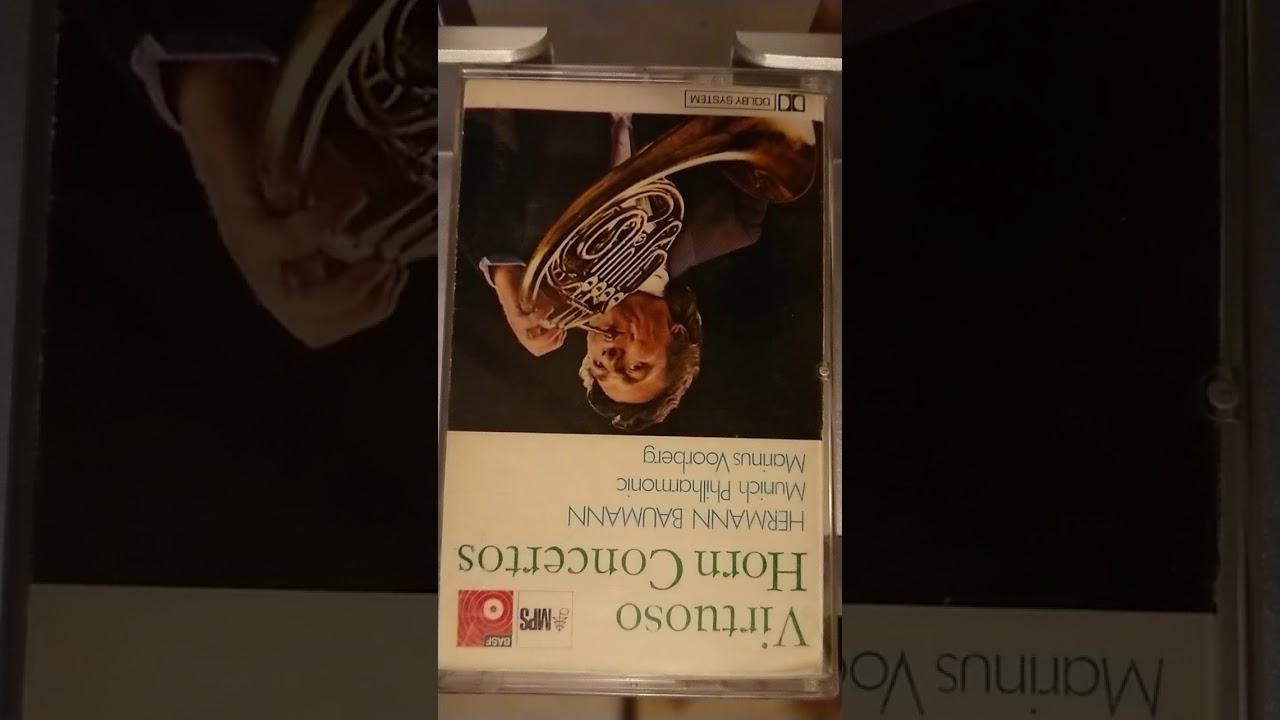 Virtuoso
Horn Concertos
HERMANN BAUMANN
Munich Philharmonic
Marinus Voorberg
BASF
MPS
DOLBY SYSTEM
Marinus Voo